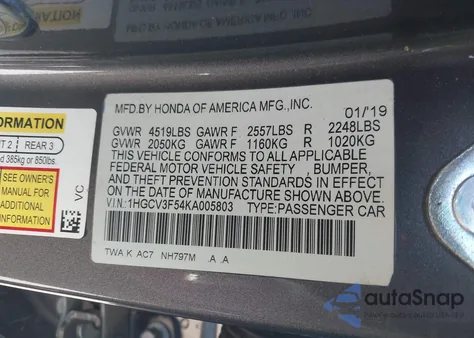 MFD.BY HONDA OF AMERICA MFG.,INC.
01/'19
GVWR 4519LBS GAWR F 2557LBS R 2248LBS
GVWR 2050KG GAWR F 1160KG R 1020KG
THIS VEHICLE CONFORMS TO ALL APPLICABLE
FEDERAL MOTOR VEHICLE SAFETY , BUMPER,
AND THEFT PREVENTION STANDARDS IN EFFECT
ON THE DATE OF MANUFACTURE SHOWN ABOVE.
V.I.N:1HGCV3F54KA005803 TYPE:PASSENGER CAR
TWA K AC7 NH797M .A .A
FORMATION
2 REAR 3
385kg or 850lbs.
SEE OWNER'S
MANUAL FOR
ADDITIONAL
INFORMATION
VC
autoSnap